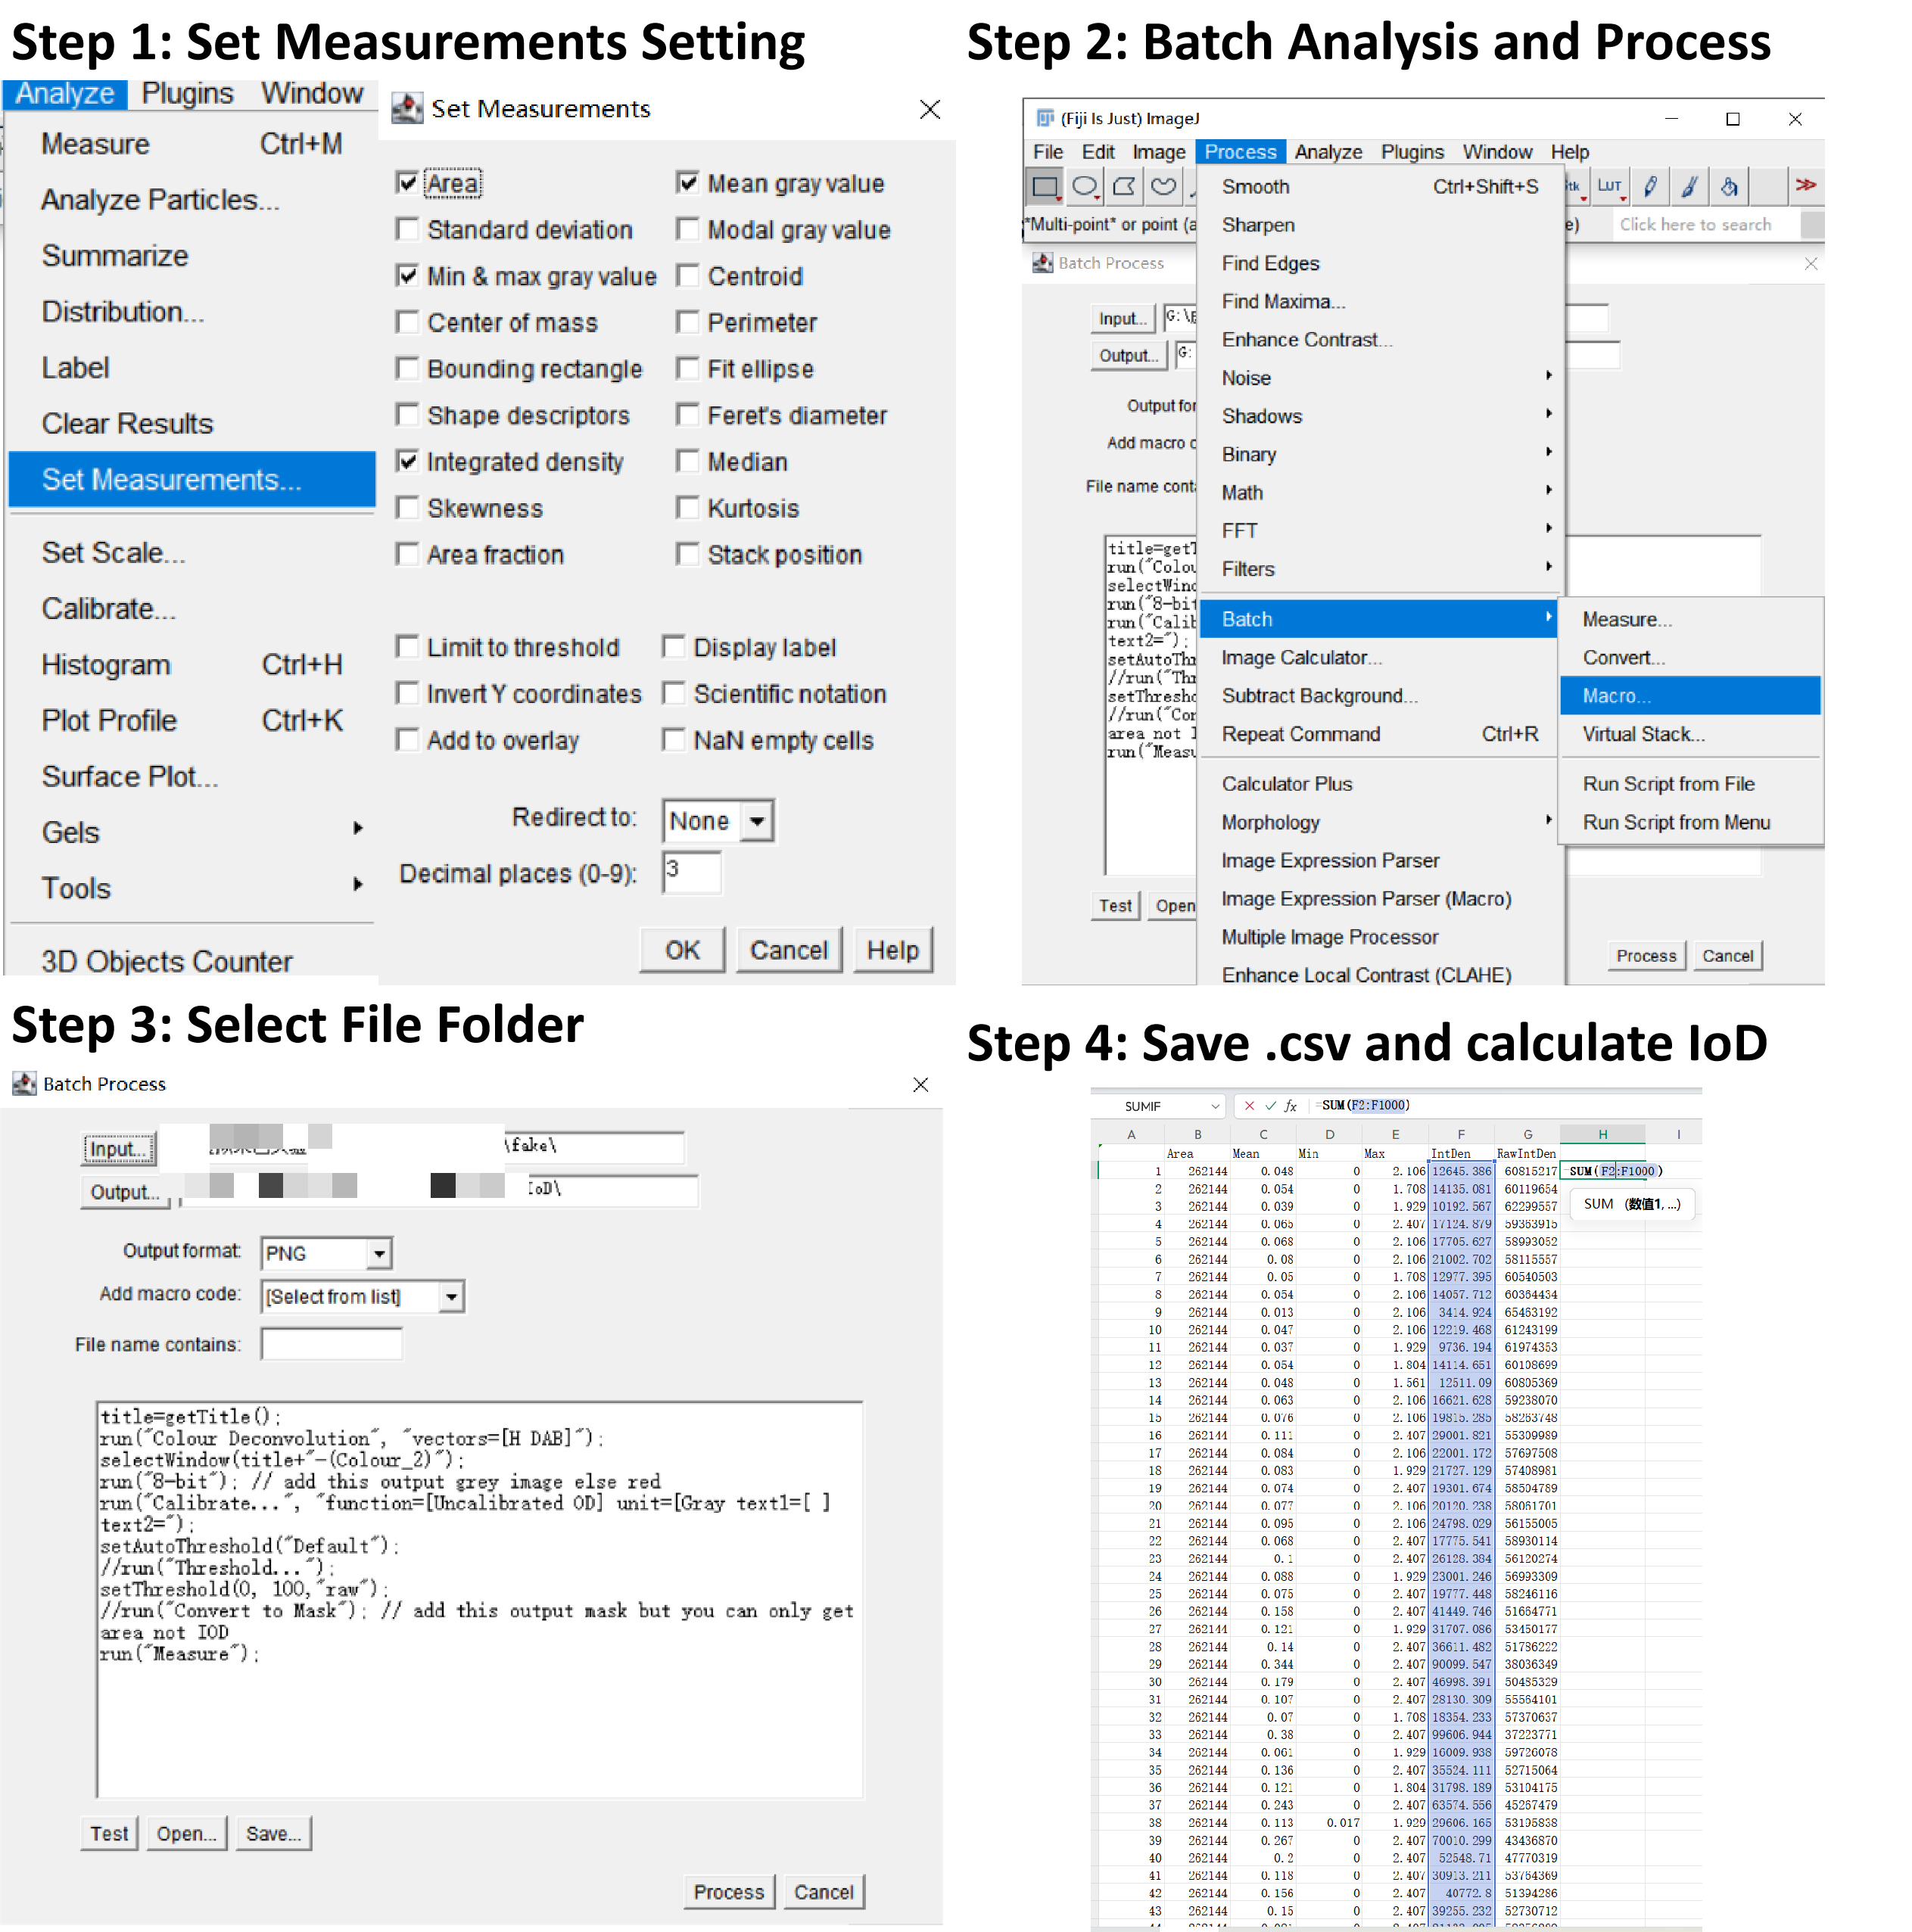 Step 1: Set Measurements Setting
Analyze Plugins Window
Measure Ctrl+M
Analyze Particles...
Summarize
Distribution...
Label
Clear Results
Set Measurements...
Set Scale...
Calibrate...
Histogram Ctrl+H
Plot Profile Ctrl+K
Surface Plot...
Gels
Tools
3D Objects Counter
Set Measurements
Area Mean gray value
Standard deviation Modal gray value
Min & max gray value Centroid
Center of mass Perimeter
Bounding rectangle Fit ellipse
Shape descriptors Feret's diameter
Integrated density Median
Skewness Kurtosis
Area fraction Stack position
Limit to threshold Display label
Invert Y coordinates Scientific notation
Add to overlay NaN empty cells
Redirect to: None
Decimal places (0-9): 3
OK Cancel Help
Step 2: Batch Analysis and Process
(Fiji Is Just) ImageJ
File Edit Image Process Analyze Plugins Window Help
LUT
*Multi-point* or point (a
e) Click here to search
Batch Process
Input... G:\
Output... G:
Output for
Add macro c
File name cont
title=getT
run("Colou
selectWind
run("8-bit
run("Calib
text2=");
setAutoThr
//run("Thr
setThresho
//run("Con
area not I
run("Measu
Test Open
Smooth Ctrl+Shift+S
Sharpen
Find Edges
Find Maxima...
Enhance Contrast...
Noise
Shadows
Binary
Math
FFT
Filters
Batch
Image Calculator...
Subtract Background...
Repeat Command Ctrl+R
Calculator Plus
Morphology
Image Expression Parser
Image Expression Parser (Macro)
Multiple Image Processor
Enhance Local Contrast (CLAHE)
Measure...
Convert...
Macro...
Virtual Stack...
Run Script from File
Run Script from Menu
Process Cancel
Step 3: Select File Folder
Batch Process
Input... \fake\
Output... IoD\
Output format: PNG
Add macro code: [Select from list]
File name contains:
title=getTitle();
run("Colour Deconvolution", "vectors=[H DAB]");
selectWindow(title+"-(Colour_2)");
run("8-bit"); // add this output grey image else red
run("Calibrate...", "function=[Uncalibrated OD] unit=[Gray text1=[ ]
text2=");
setAutoThreshold("Default");
//run("Threshold...");
setThreshold(0, 100,"raw");
//run("Convert to Mask"); // add this output mask but you can only get
area not IOD
run("Measure");
Test Open... Save...
Process Cancel
Step 4: Save .csv and calculate IoD
SUMIF fx =SUM(F2:F1000)
A B C D E F G H I
Area Mean Min Max IntDen RawIntDen
1 262144 0.048 0 2.106 12645.386 60815217 =SUM(F2:F1000)
SUM (数值1, ...)
2 262144 0.054 0 1.708 14135.081 60119654
3 262144 0.039 0 1.929 10192.567 62299557
4 262144 0.065 0 2.407 17124.879 59363915
5 262144 0.068 0 2.106 17705.627 58993052
6 262144 0.08 0 2.106 21002.702 58115557
7 262144 0.05 0 1.708 12977.395 60540503
8 262144 0.054 0 2.106 14057.712 60364434
9 262144 0.013 0 2.106 3414.924 65463192
10 262144 0.047 0 2.106 12219.468 61243199
11 262144 0.037 0 1.929 9736.194 61974353
12 262144 0.054 0 1.804 14114.651 60108699
13 262144 0.048 0 1.561 12511.09 60805369
14 262144 0.063 0 2.106 16621.628 59238070
15 262144 0.076 0 2.106 19815.285 58263748
16 262144 0.111 0 2.407 29001.821 55309989
17 262144 0.084 0 2.106 22001.172 57697508
18 262144 0.083 0 1.929 21727.129 57408981
19 262144 0.074 0 2.407 19301.674 58504789
20 262144 0.077 0 2.106 20120.238 58061701
21 262144 0.095 0 2.106 24798.029 56155005
22 262144 0.068 0 2.407 17775.541 58930114
23 262144 0.1 0 2.407 26128.384 56120274
24 262144 0.088 0 1.929 23001.246 56993309
25 262144 0.075 0 2.407 19777.448 58246116
26 262144 0.158 0 2.407 41449.746 51664771
27 262144 0.121 0 1.929 31707.086 53450177
28 262144 0.14 0 2.407 36611.482 51786222
29 262144 0.344 0 2.407 90099.547 38036349
30 262144 0.179 0 2.407 46998.391 50485329
31 262144 0.107 0 2.407 28130.309 55564101
32 262144 0.07 0 1.708 18354.233 57370637
33 262144 0.38 0 2.407 99606.944 37223771
34 262144 0.061 0 1.929 16009.938 59726078
35 262144 0.136 0 2.407 35524.111 52715064
36 262144 0.121 0 1.804 31798.189 53104175
37 262144 0.243 0 2.407 63574.556 45267479
38 262144 0.113 0.017 1.929 29606.165 53195838
39 262144 0.267 0 2.407 70010.299 43436870
40 262144 0.2 0 2.407 52548.71 47770319
41 262144 0.118 0 2.407 30913.211 53764369
42 262144 0.156 0 2.407 40772.8 51394286
43 262144 0.15 0 2.407 39255.232 52730712